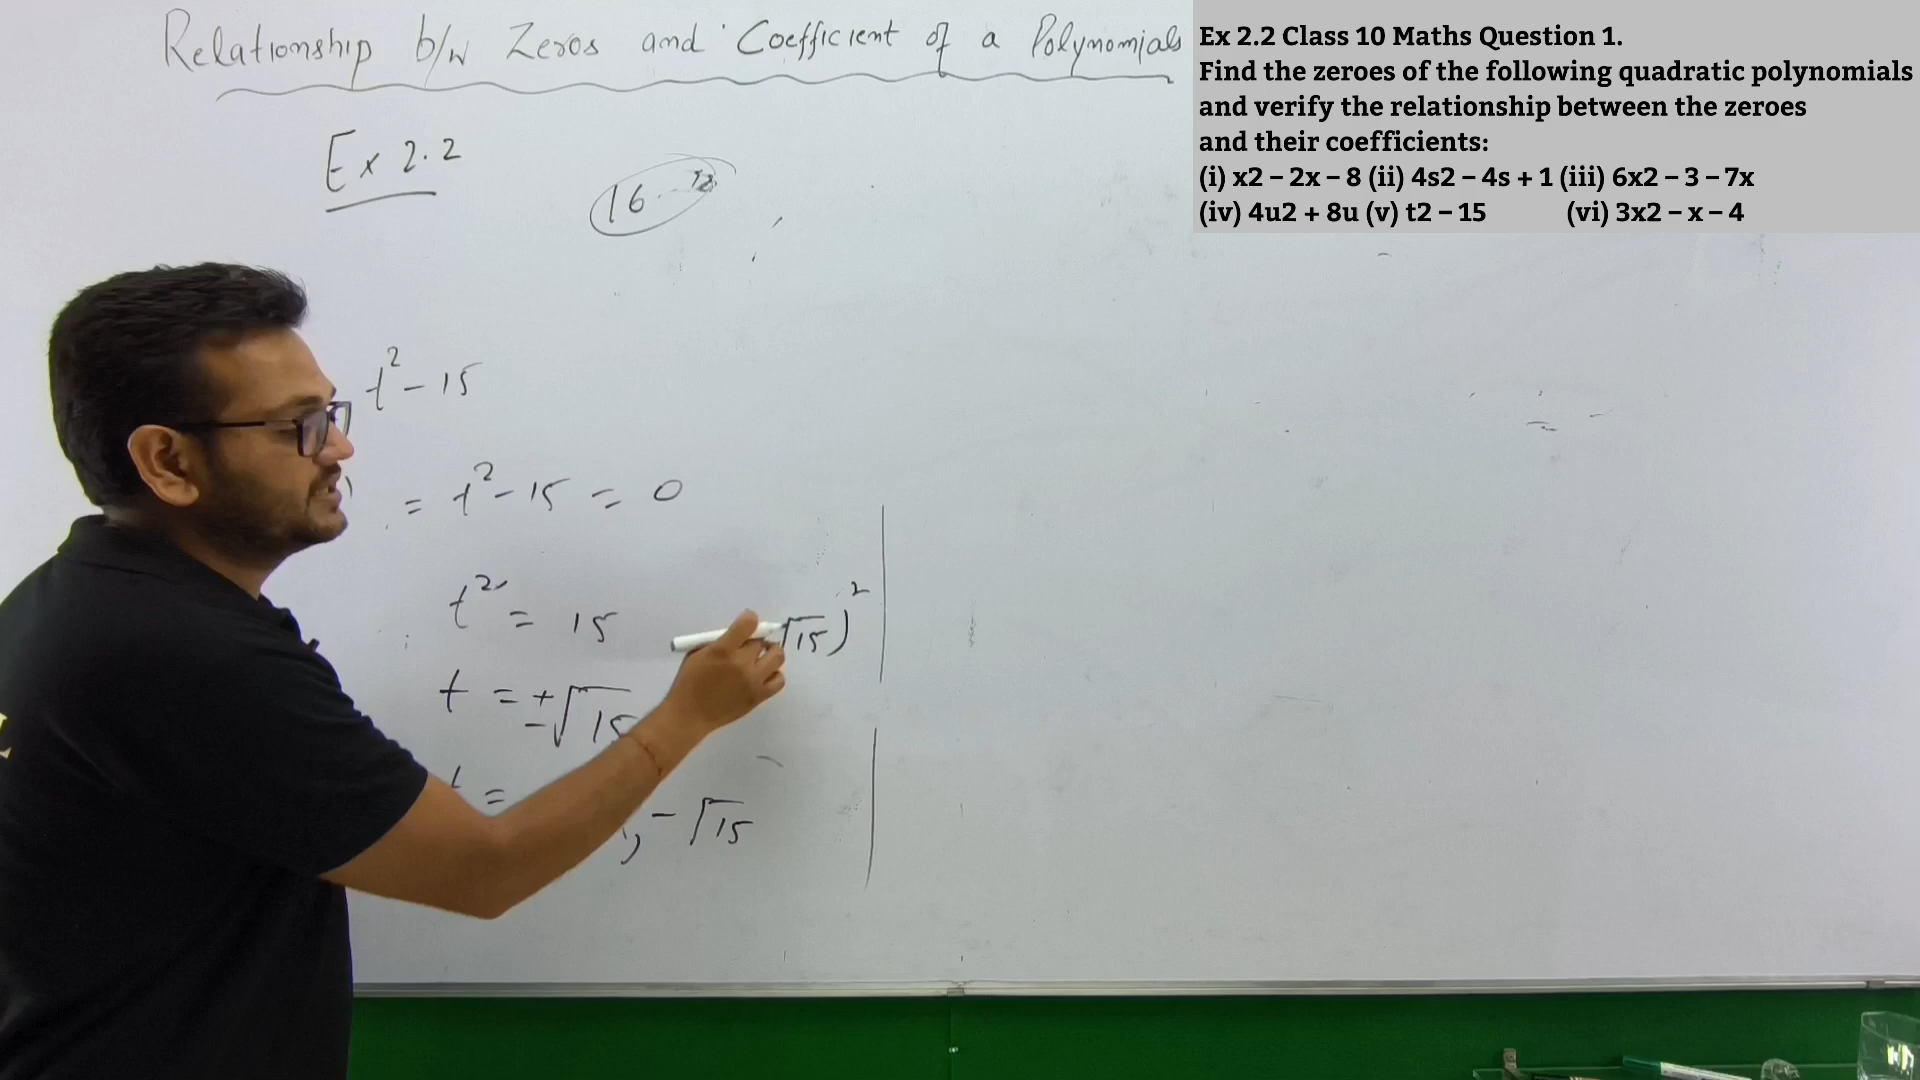 Relationship b/w Zeros and Coefficient of a Polynomials
Ex 2.2 Class 10 Maths Question 1.
Find the zeroes of the following quadratic polynomials
and verify the relationship between the zeroes
and their coefficients:
(i) x2 – 2x – 8 (ii) 4s2 – 4s + 1 (iii) 6x2 – 3 – 7x
(iv) 4u2 + 8u (v) t2 – 15 (vi) 3x2 – x – 4
Ex 2.2
16
t² - 15
= t² - 15 = 0
t² = 15
√15)²
t = ±√15
t =
, -√15
L